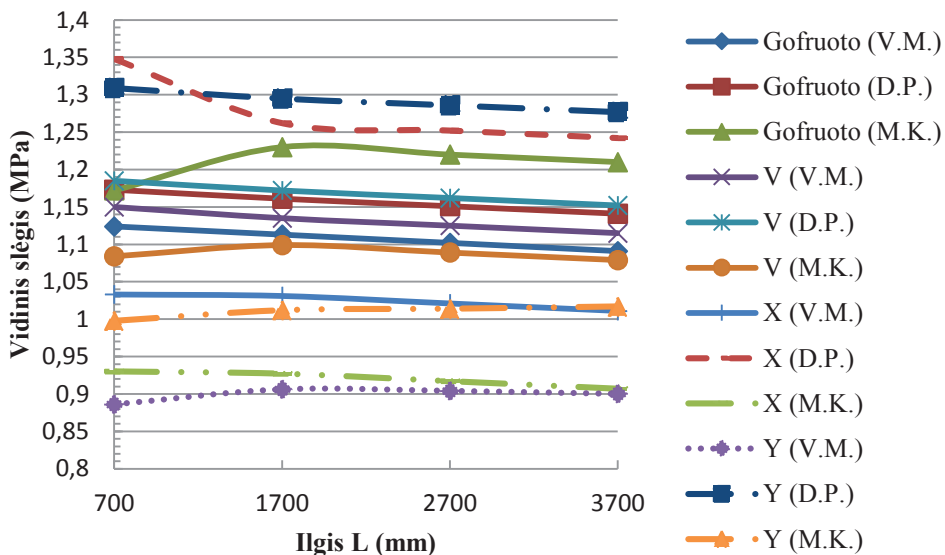 1,4
1,35
1,3
1,25
1,2
1,15
1,1
1,05
1
0,95
0,9
0,85
0,8
Vidinis slėgis (MPa)
700
1700
2700
3700
Ilgis L (mm)
Gofruoto (V.M.)
Gofruoto (D.P.)
Gofruoto (M.K.)
V (V.M.)
V (D.P.)
V (M.K.)
X (V.M.)
X (D.P.)
X (M.K.)
Y (V.M.)
Y (D.P.)
Y (M.K.)